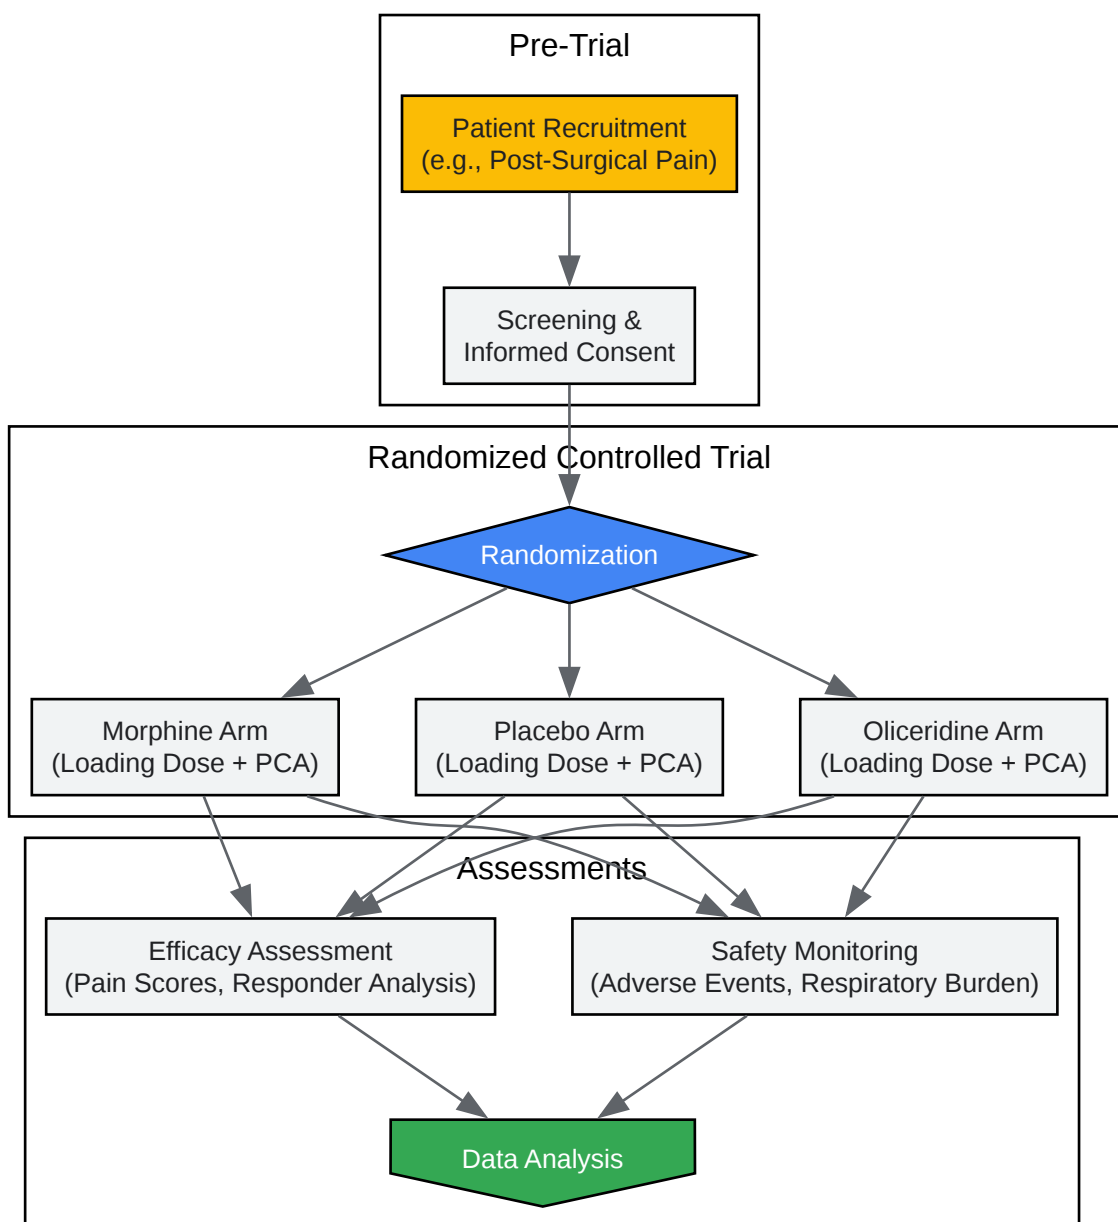 Pre-Trial
Patient Recruitment
(e.g., Post-Surgical Pain)
Screening &
Informed Consent
Randomized Controlled Trial
Randomization
Morphine Arm
(Loading Dose + PCA)
Placebo Arm
(Loading Dose + PCA)
Oliceridine Arm
(Loading Dose + PCA)
Assessments
Efficacy Assessment
(Pain Scores, Responder Analysis)
Safety Monitoring
(Adverse Events, Respiratory Burden)
Data Analysis